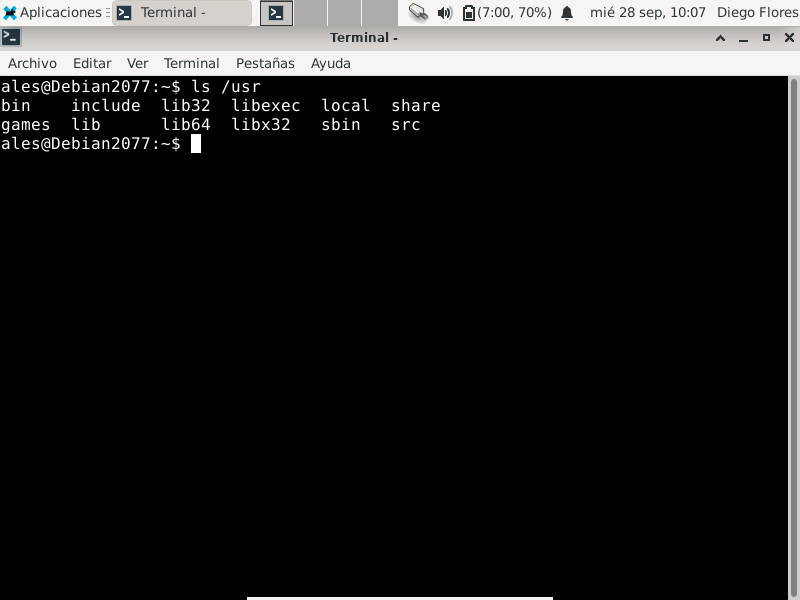 Aplicaciones Terminal - (7:00, 70%) mié 28 sep, 10:07 Diego Flores
Terminal -
Archivo Editar Ver Terminal Pestañas Ayuda
ales@Debian2077:~$ ls /usr
bin include lib32 libexec local share
games lib lib64 libx32 sbin src
ales@Debian2077:~$